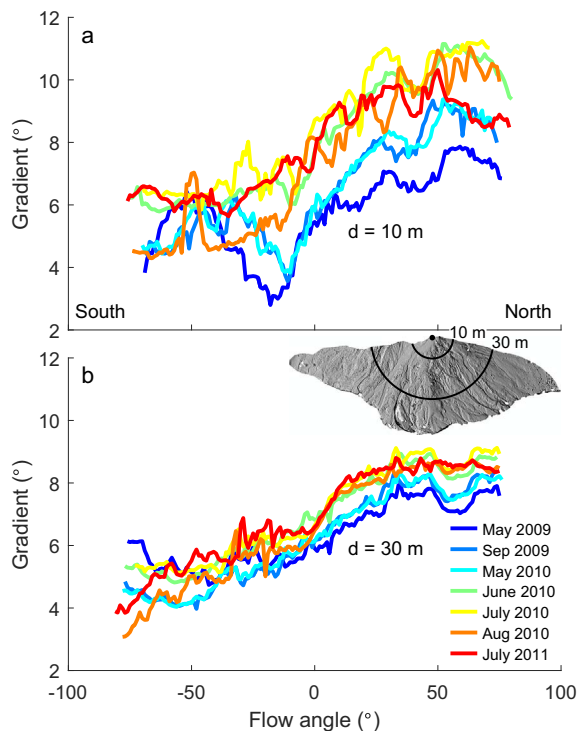 12
a
10
8
6
4
2
Gradient (°)
d = 10 m
South
North
10 m
30 m
12
b
10
8
6
4
2
Gradient (°)
d = 30 m
May 2009
Sep 2009
May 2010
June 2010
July 2010
Aug 2010
July 2011
-100 -50 0 50 100
Flow angle (°)